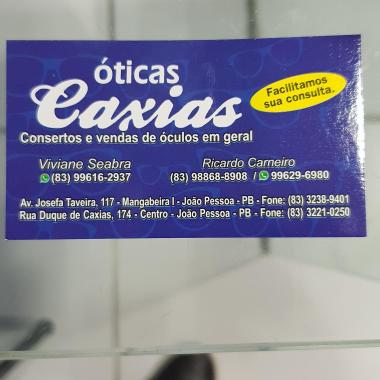 óticas
Caxias
Facilitamos
sua consulta.
Consertos e vendas de óculos em geral
Viviane Seabra
(83) 99616-2937
Ricardo Carneiro
(83) 98868-8908 / 99629-6980
Av. Josefa Taveira, 117 - Mangabeira I - João Pessoa - PB - Fone: (83) 3238-9401
Rua Duque de Caxias, 174 - Centro - João Pessoa - PB - Fone: (83) 3221-0250